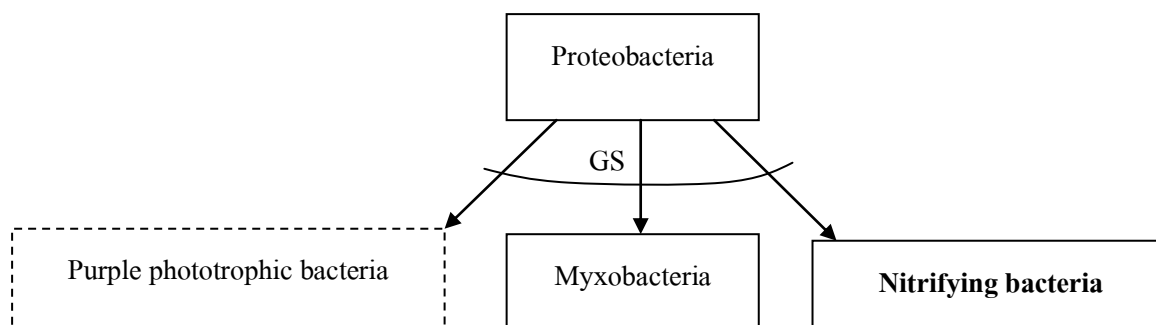 Proteobacteria
GS
Purple phototrophic bacteria
Myxobacteria
Nitrifying bacteria